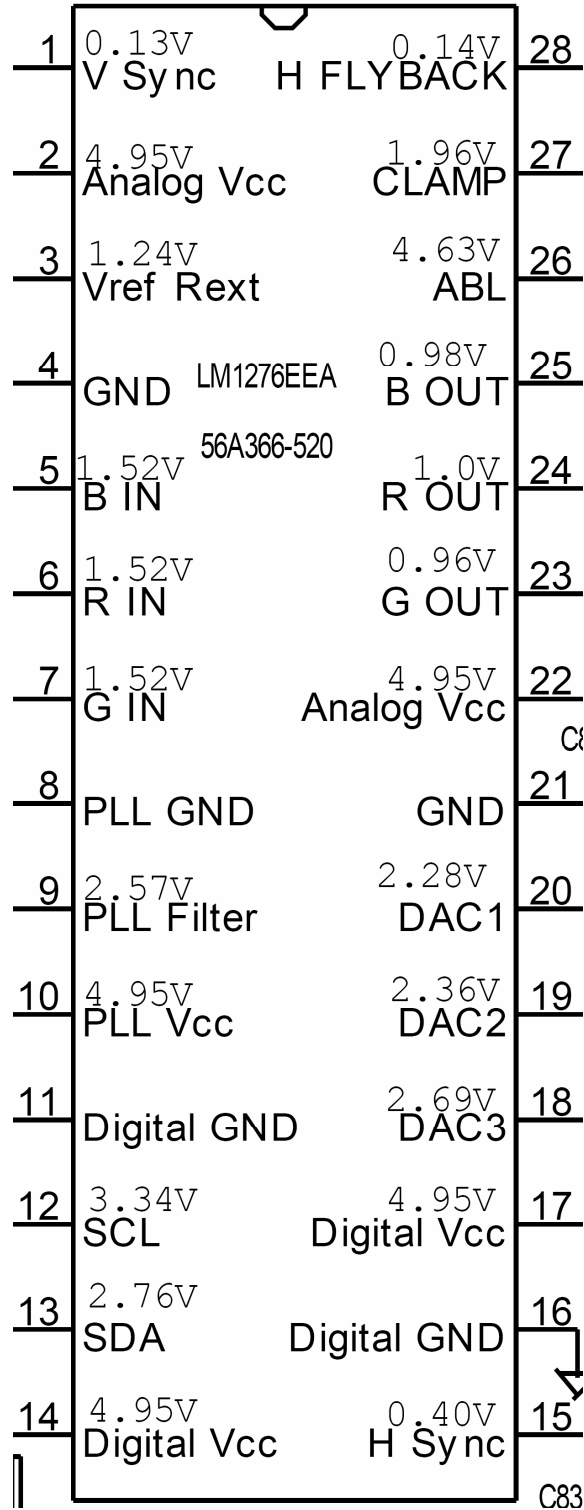 1 0.13V 0.14V 28
V Sync H FLYBACK
2 4.95V 1.96V 27
Analog Vcc CLAMP
3 1.24V 4.63V 26
Vref Rext ABL
4 0.98V 25
GND LM1276EEA B OUT
56A366-520
5 1.52V 1.0V 24
B IN R OUT
6 1.52V 0.96V 23
R IN G OUT
7 1.52V 4.95V 22
G IN Analog Vcc
8 21
PLL GND GND
9 2.57V 2.28V 20
PLL Filter DAC1
10 4.95V 2.36V 19
PLL Vcc DAC2
11 2.69V 18
Digital GND DAC3
12 3.34V 4.95V 17
SCL Digital Vcc
13 2.76V 16
SDA Digital GND
14 4.95V 0.40V 15
Digital Vcc H Sync
C83